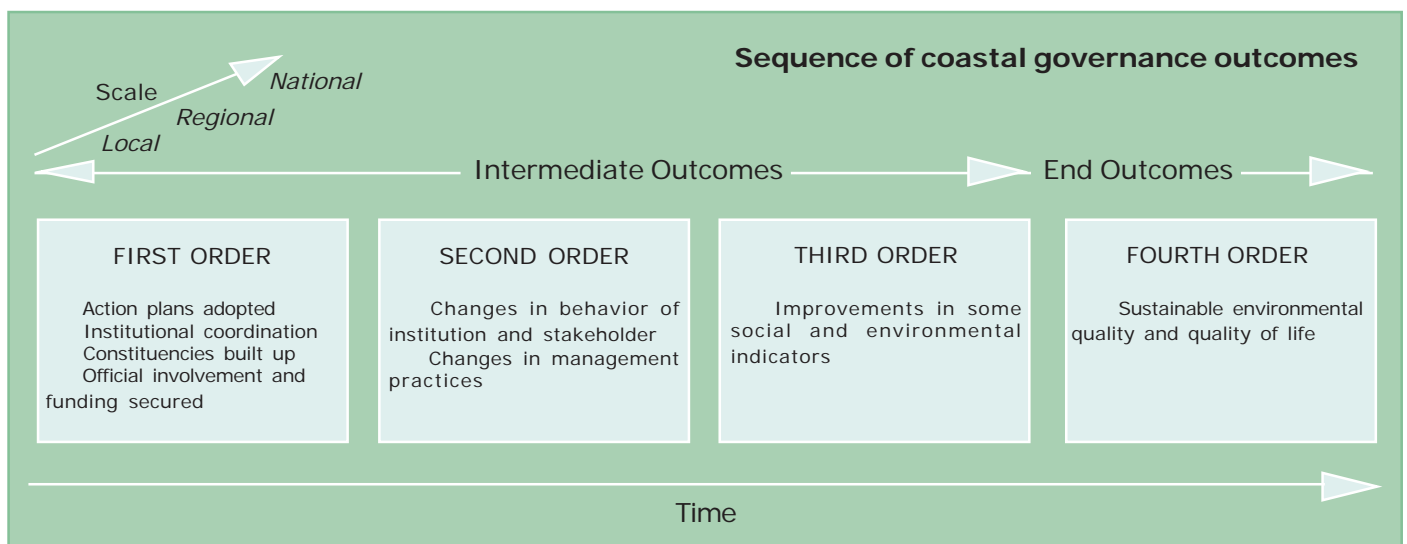 Sequence of coastal governance outcomes
Scale
National
Regional
Local
Intermediate Outcomes
End Outcomes
FIRST ORDER
Action plans adopted
Institutional coordination
Constituencies built up
Official involvement and
funding secured
SECOND ORDER
Changes in behavior of
institution and stakeholder
Changes in management
practices
THIRD ORDER
Improvements in some
social and environmental
indicators
FOURTH ORDER
Sustainable environmental
quality and quality of life
Time